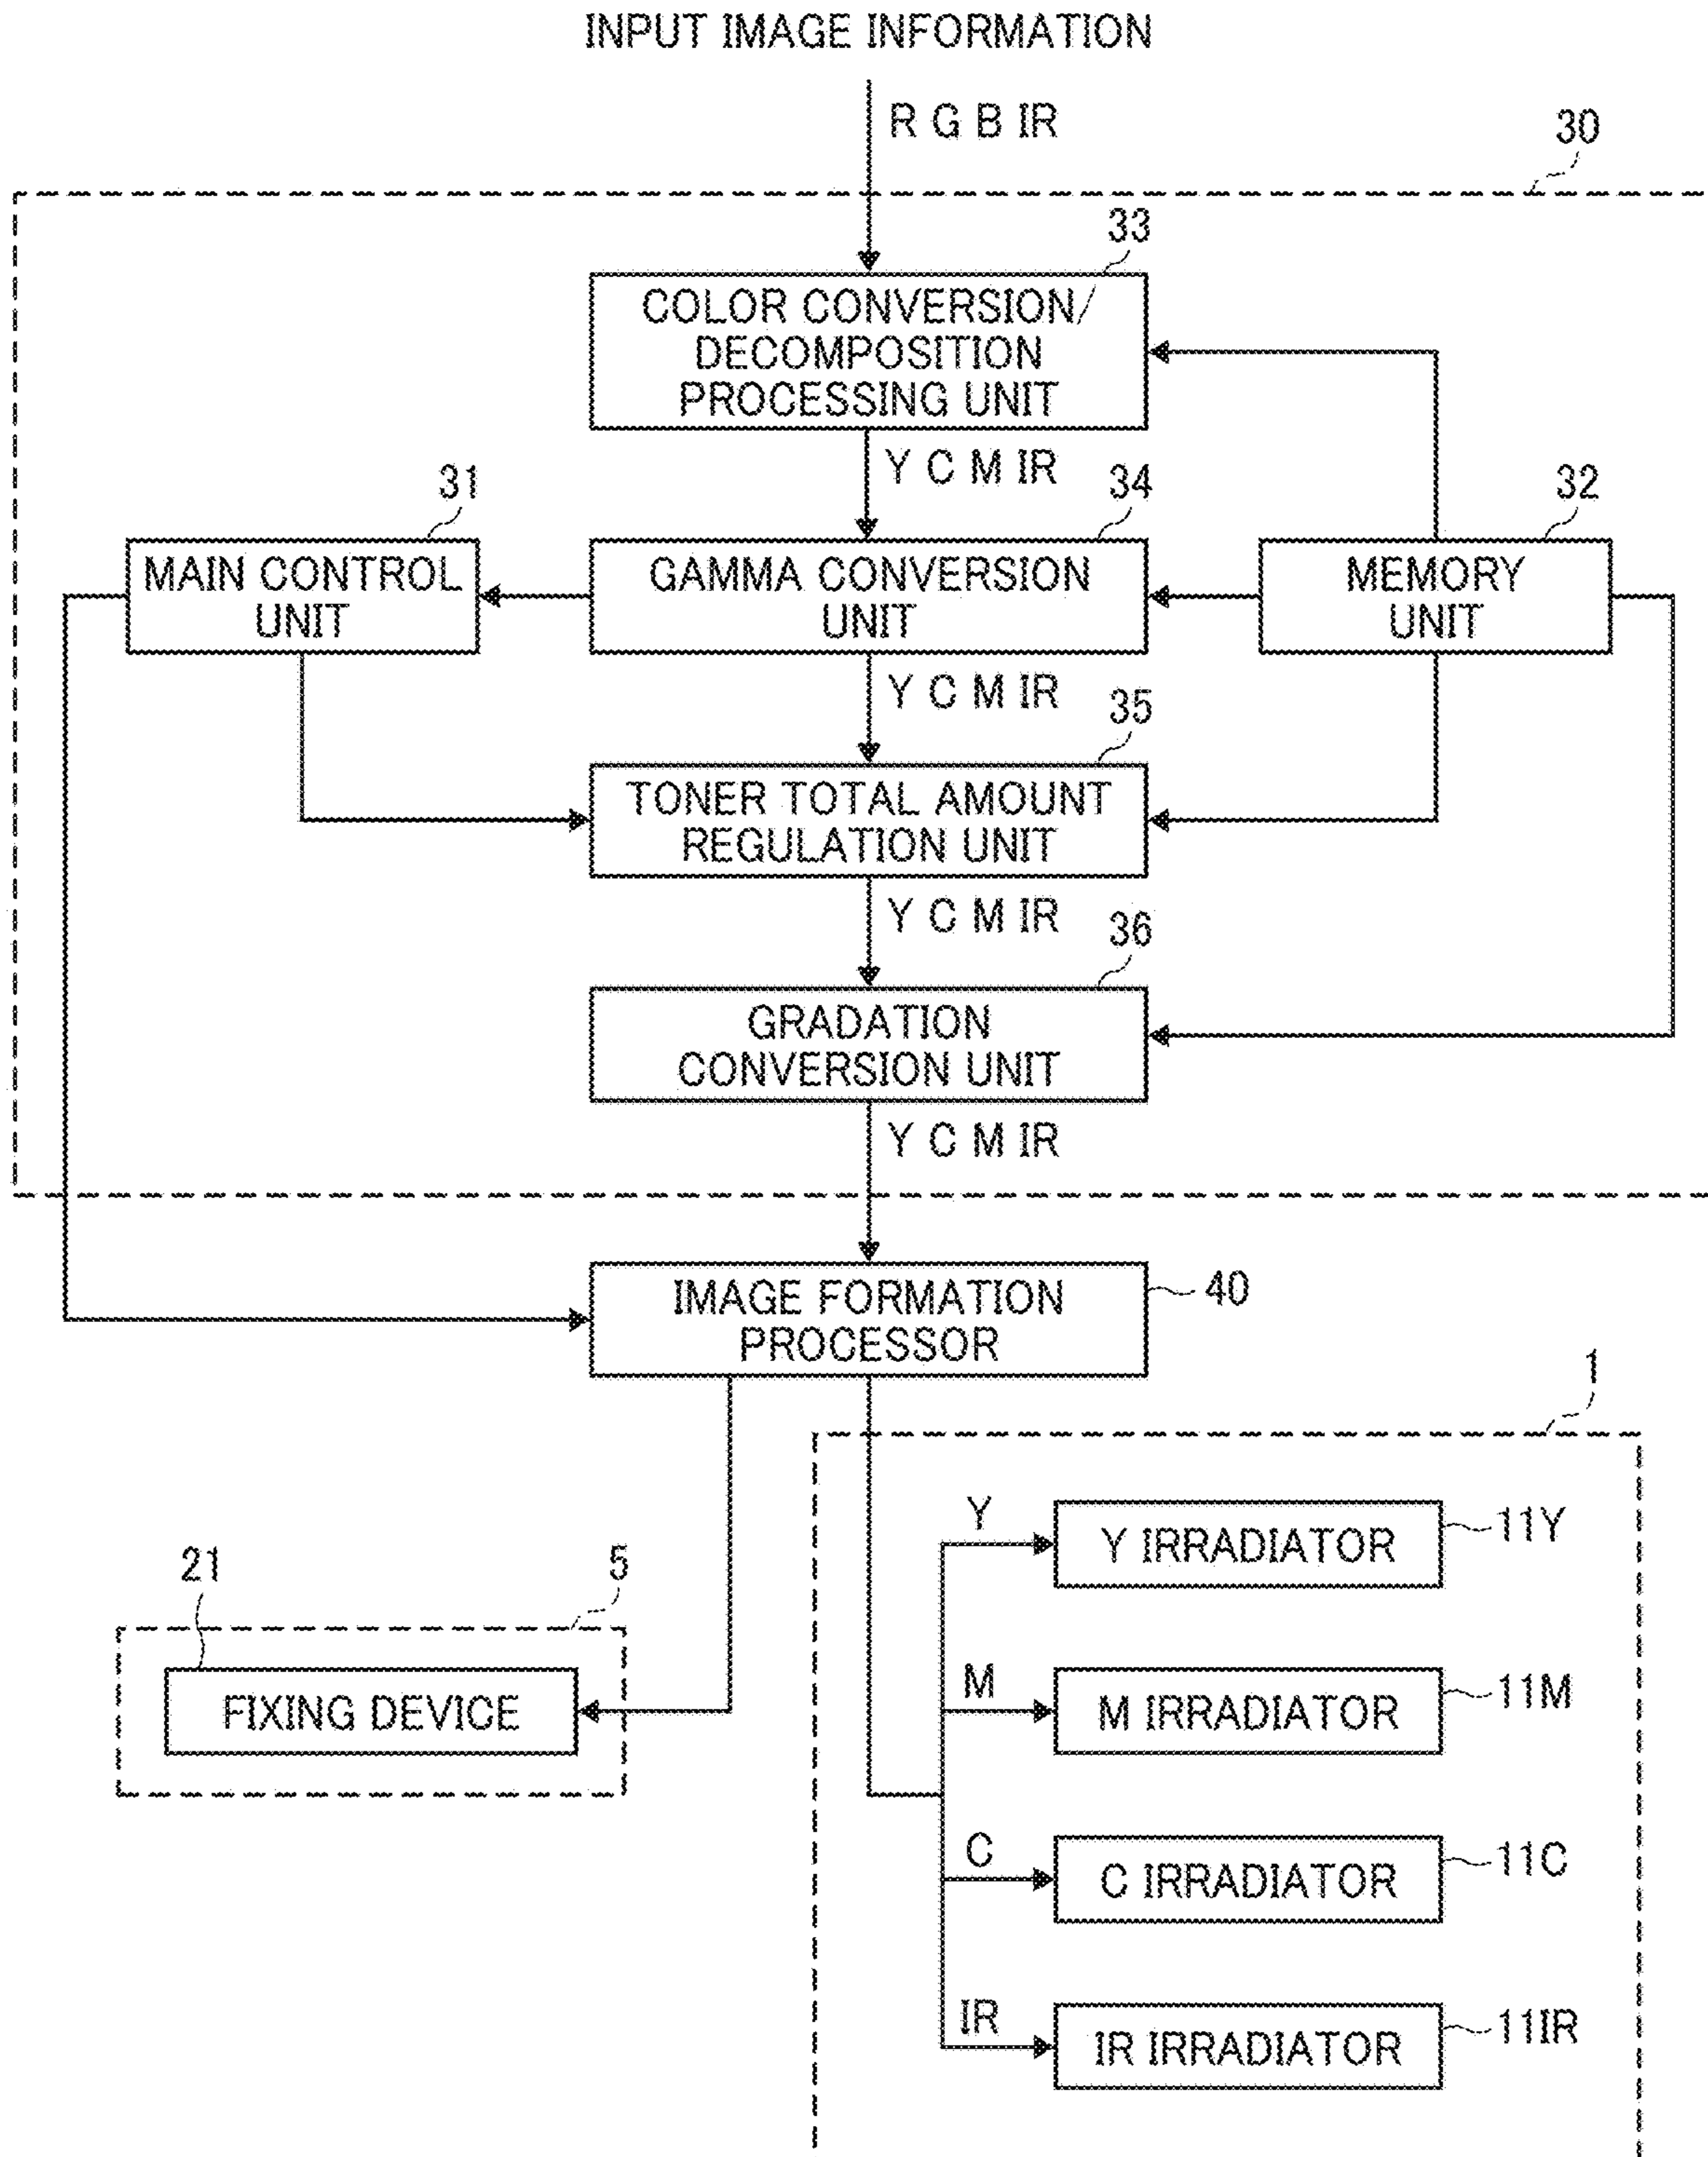 INPUT IMAGE INFORMATION
R G B IR
30
33
COLOR CONVERSION/
DECOMPOSITION
PROCESSING UNIT
Y C M IR
31
34
32
MAIN CONTROL
UNIT
GAMMA CONVERSION
UNIT
MEMORY
UNIT
Y C M IR
35
TONER TOTAL AMOUNT
REGULATION UNIT
Y C M IR
36
GRADATION
CONVERSION UNIT
Y C M IR
IMAGE FORMATION
PROCESSOR
40
1
Y
Y IRRADIATOR
11Y
21
5
FIXING DEVICE
M
M IRRADIATOR
11M
C
C IRRADIATOR
11C
IR
IR IRRADIATOR
11IR